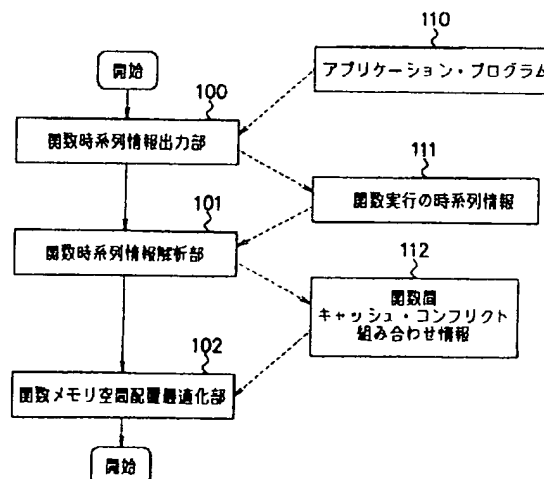 110
開始
アプリケーション・プログラム
100
関数時系列情報出力部
111
関数実行の時系列情報
101
関数時系列情報解析部
112
関数間
キャッシュ・コンフリクト
組み合わせ情報
102
関数メモリ空間配置最適化部
開始